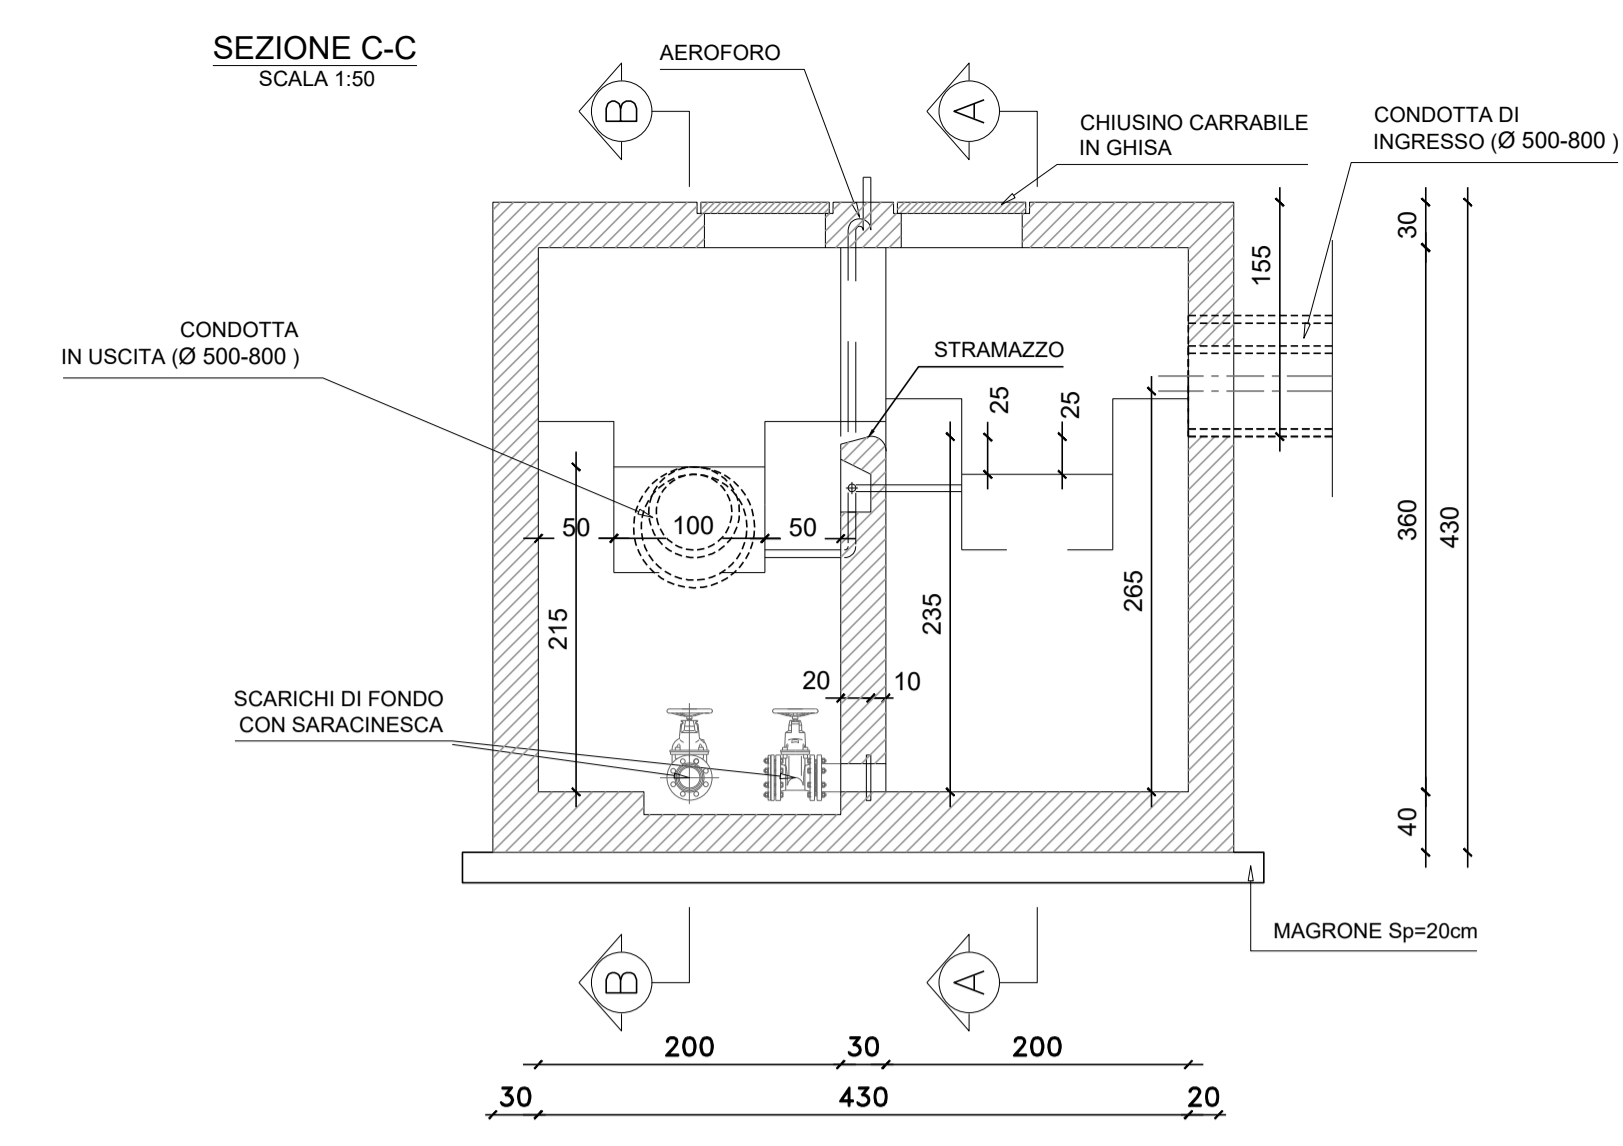 SEZIONE C-C
SCALA 1:50
AEROFORO
B
A
CHIUSINO CARRABILE
IN GHISA
CONDOTTA DI
INGRESSO (Ø 500-800 )
30
155
CONDOTTA
IN USCITA (Ø 500-800 )
STRAMAZZO
25
25
50
100
50
360
430
215
235
265
20
10
SCARICHI DI FONDO
CON SARACINESCA
40
MAGRONE Sp=20cm
B
A
200
30
200
30
430
20